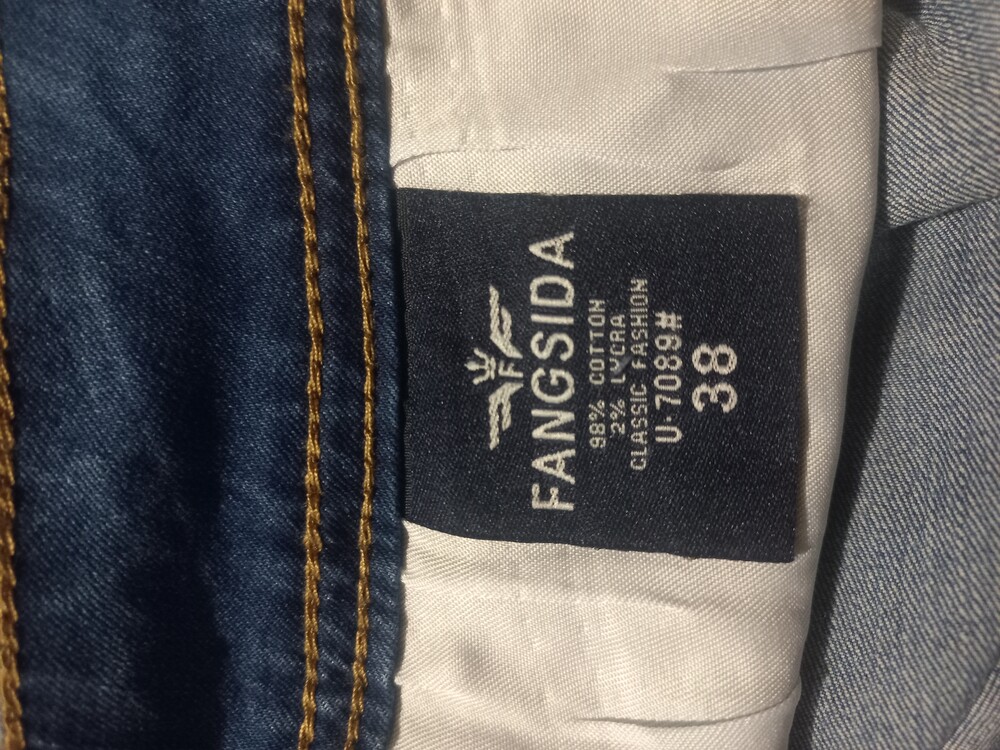 F
FANGSIDA
98% COTTON
2% LYCRA
CLASSIC FASHION
U-7089#
38